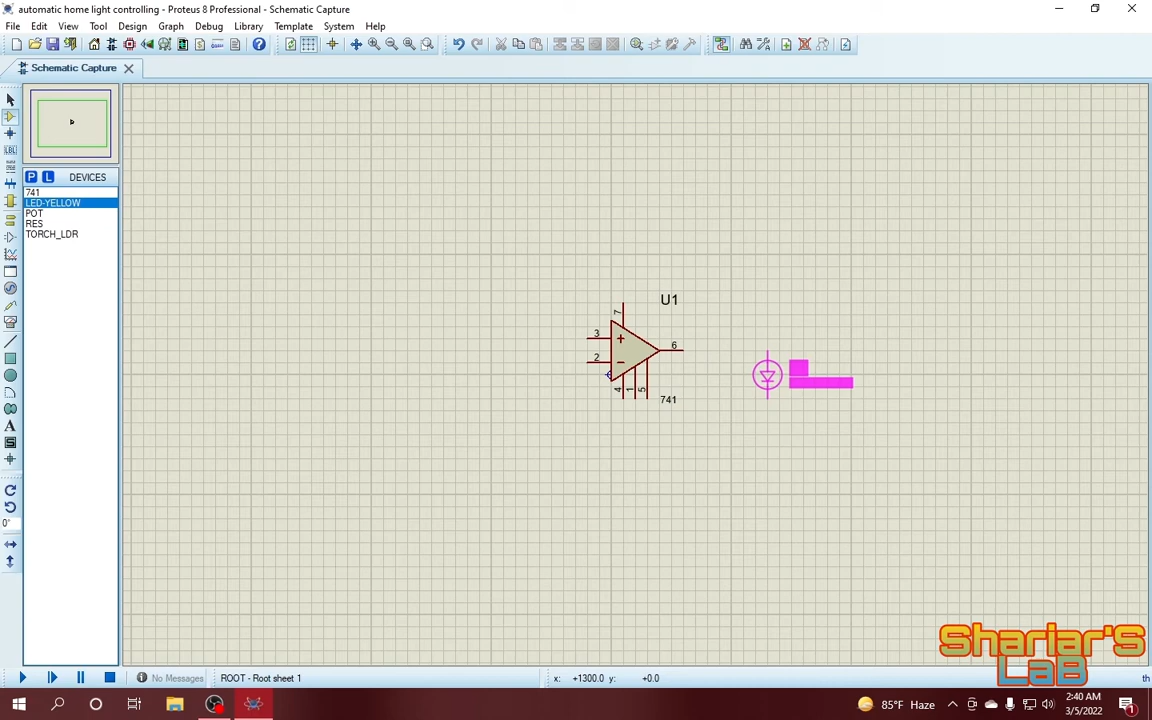 automatic home light controlling - Proteus 8 Professional - Schematic Capture
File Edit View Tool Design Graph Debug Library Template System Help
Schematic Capture
P L DEVICES
741
LED-YELLOW
POT
RES
TORCH_LDR
LBL
A
S
0°
U1
7
3
2
6
4
1
5
741
Shariar'S
LaB
No Messages
ROOT - Root sheet 1
x: +1300.0 y: +0.0
th
85°F Haze
2:40 AM
3/5/2022
1